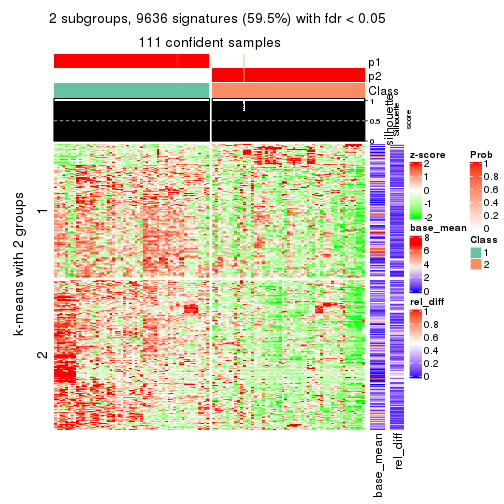 2 subgroups, 9636 signatures (59.5%) with fdr < 0.05
111 confident samples
p1
p2
Class
1
0.5
0
silhouette
Silhouette
score
k-means with 2 groups
1
2
base_mean
rel_diff
z-score
2
1
0
-1
-2
base_mean
8
6
4
2
0
rel_diff
1
0.8
0.6
0.4
0.2
0
Prob
1
0.8
0.6
0.4
0.2
0
Class
1
2